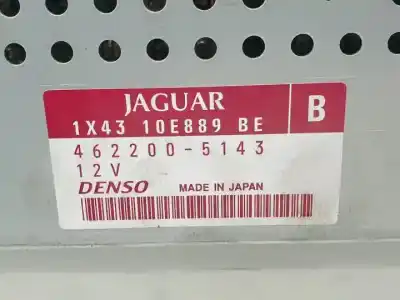 JAGUAR
B
1X43 10E889 BE
462200-5143
12V
DENSO MADE IN JAPAN